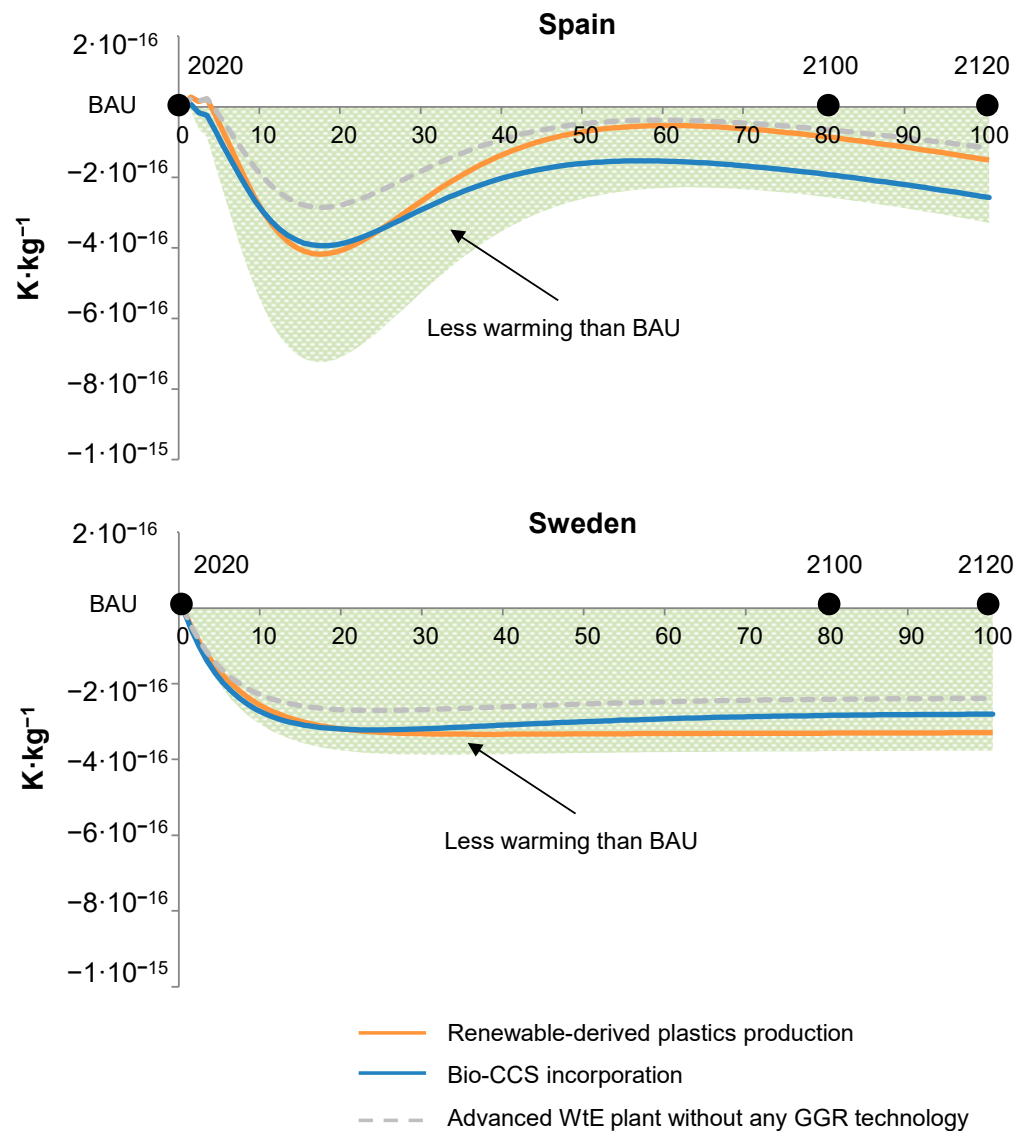 Spain
2·10⁻¹⁶
2020 2100 2120
BAU
0 10 20 30 40 50 60 70 80 90 100
−2·10⁻¹⁶
−4·10⁻¹⁶
−6·10⁻¹⁶
−8·10⁻¹⁶
−1·10⁻¹⁵
K·kg⁻¹
Less warming than BAU
Sweden
2·10⁻¹⁶
2020 2100 2120
BAU
0 10 20 30 40 50 60 70 80 90 100
−2·10⁻¹⁶
−4·10⁻¹⁶
−6·10⁻¹⁶
−8·10⁻¹⁶
−1·10⁻¹⁵
K·kg⁻¹
Less warming than BAU
Renewable-derived plastics production
Bio-CCS incorporation
Advanced WtE plant without any GGR technology